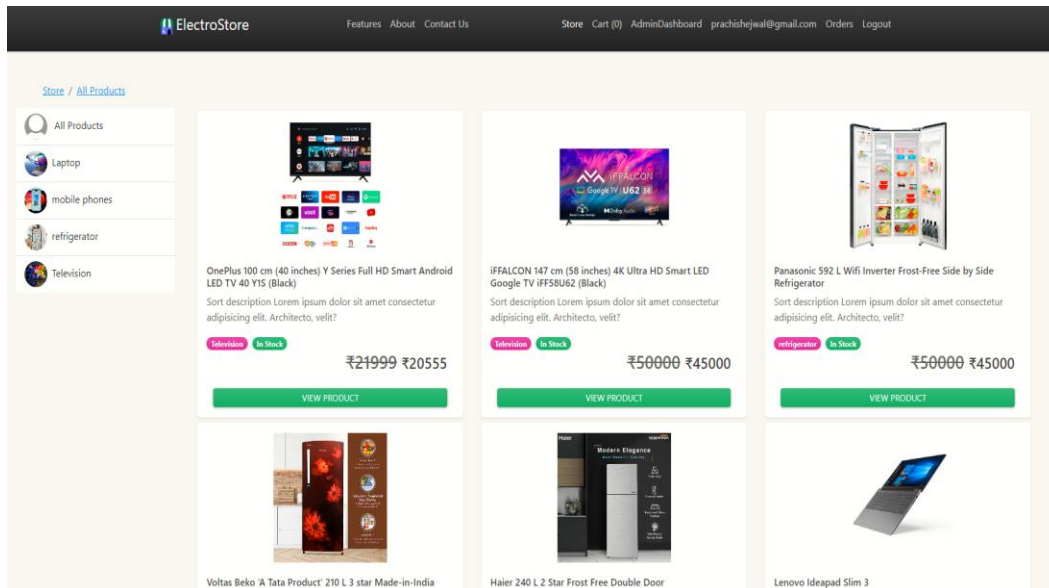 ElectroStore
Features About Contact Us
Store Cart (0) AdminDashboard prachishejwal@gmail.com Orders Logout
Store / All Products
All Products
Laptop
mobile phones
refrigerator
Television
iFFALCON
Google TV U62
OnePlus 100 cm (40 inches) Y Series Full HD Smart Android
LED TV 40 Y1S (Black)
Sort description Lorem ipsum dolor sit amet consectetur
adipisicing elit. Architecto, velit?
Television In Stock
₹21999 ₹20555
VIEW PRODUCT
iFFALCON 147 cm (58 inches) 4K Ultra HD Smart LED
Google TV iFF58U62 (Black)
Sort description Lorem ipsum dolor sit amet consectetur
adipisicing elit. Architecto, velit?
Television In Stock
₹50000 ₹45000
VIEW PRODUCT
Panasonic 592 L Wifi Inverter Frost-Free Side by Side
Refrigerator
Sort description Lorem ipsum dolor sit amet consectetur
adipisicing elit. Architecto, velit?
refrigerator In Stock
₹50000 ₹45000
VIEW PRODUCT
Haier
Modern Elegance
Voltas Beko 'A Tata Product' 210 L 3 star Made-in-India
Haier 240 L 2 Star Frost Free Double Door
Lenovo Ideapad Slim 3